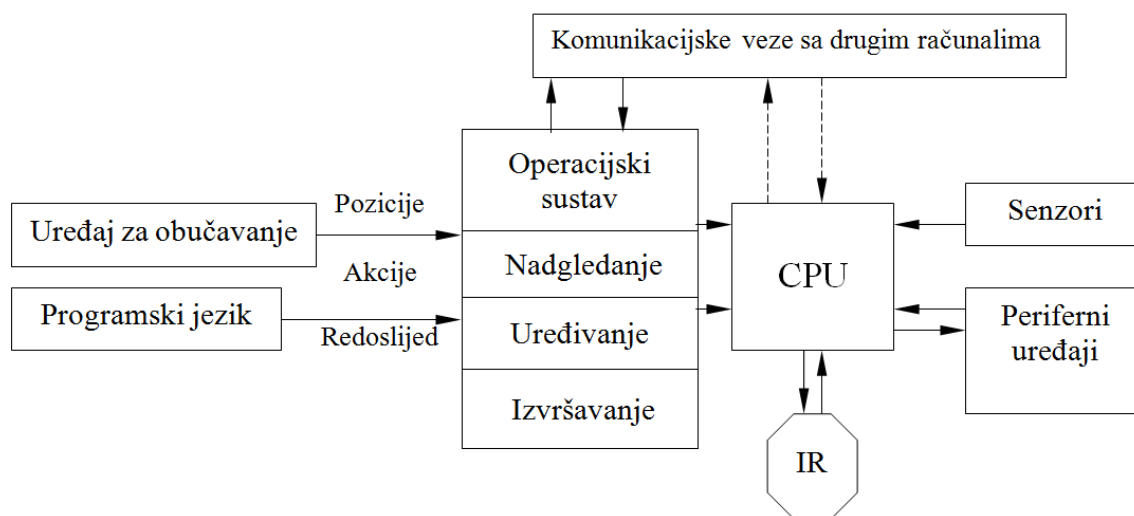 Komunikacijske veze sa drugim računalima
Operacijski
sustav
Pozicije
Uređaj za obučavanje
Senzori
Nadgledanje
CPU
Akcije
Programski jezik
Redoslijed
Uređivanje
Periferni
uređaji
Izvršavanje
IR